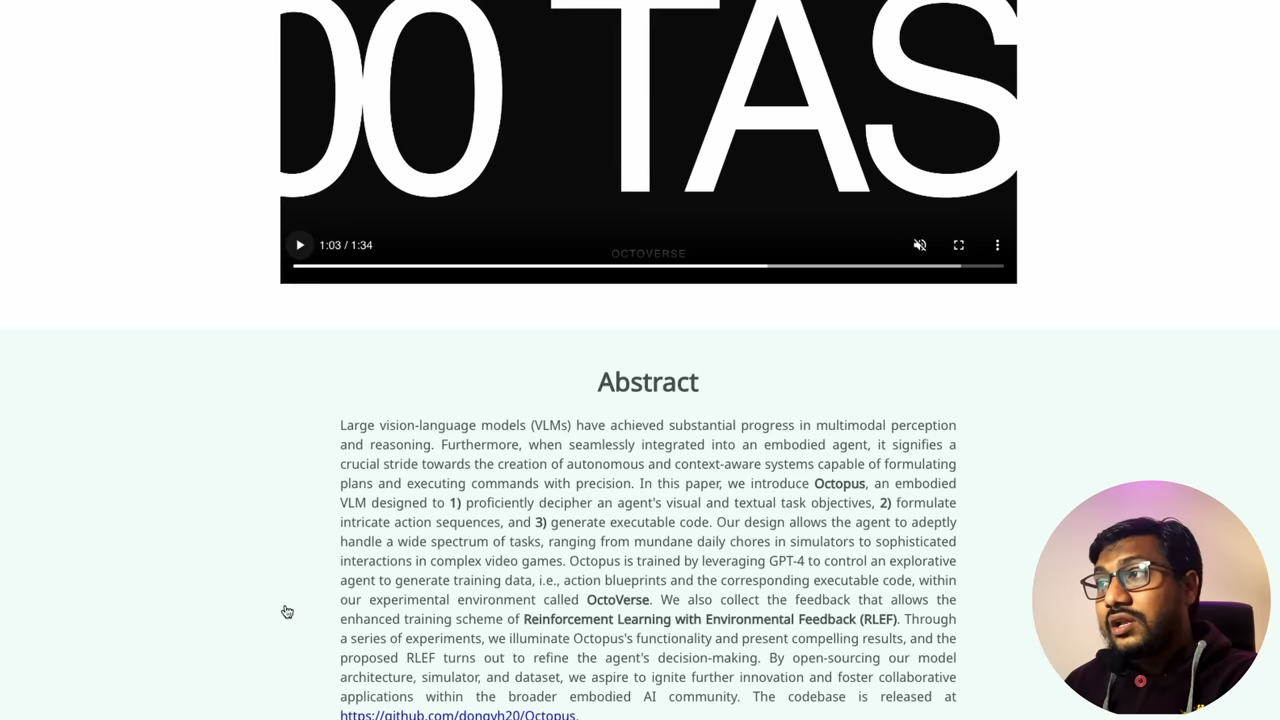 00 TAS
1:03 / 1:34
OCTOVERSE
Abstract
Large vision-language models (VLMs) have achieved substantial progress in multimodal perception
and reasoning. Furthermore, when seamlessly integrated into an embodied agent, it signifies a
crucial stride towards the creation of autonomous and context-aware systems capable of formulating
plans and executing commands with precision. In this paper, we introduce Octopus, an embodied
VLM designed to 1) proficiently decipher an agent's visual and textual task objectives, 2) formulate
intricate action sequences, and 3) generate executable code. Our design allows the agent to adeptly
handle a wide spectrum of tasks, ranging from mundane daily chores in simulators to sophisticated
interactions in complex video games. Octopus is trained by leveraging GPT-4 to control an explorative
agent to generate training data, i.e., action blueprints and the corresponding executable code, within
our experimental environment called OctoVerse. We also collect the feedback that allows the
enhanced training scheme of Reinforcement Learning with Environmental Feedback (RLEF). Through
a series of experiments, we illuminate Octopus's functionality and present compelling results, and the
proposed RLEF turns out to refine the agent's decision-making. By open-sourcing our model
architecture, simulator, and dataset, we aspire to ignite further innovation and foster collaborative
applications within the broader embodied AI community. The codebase is released at
https://github.com/dongyh20/Octopus.